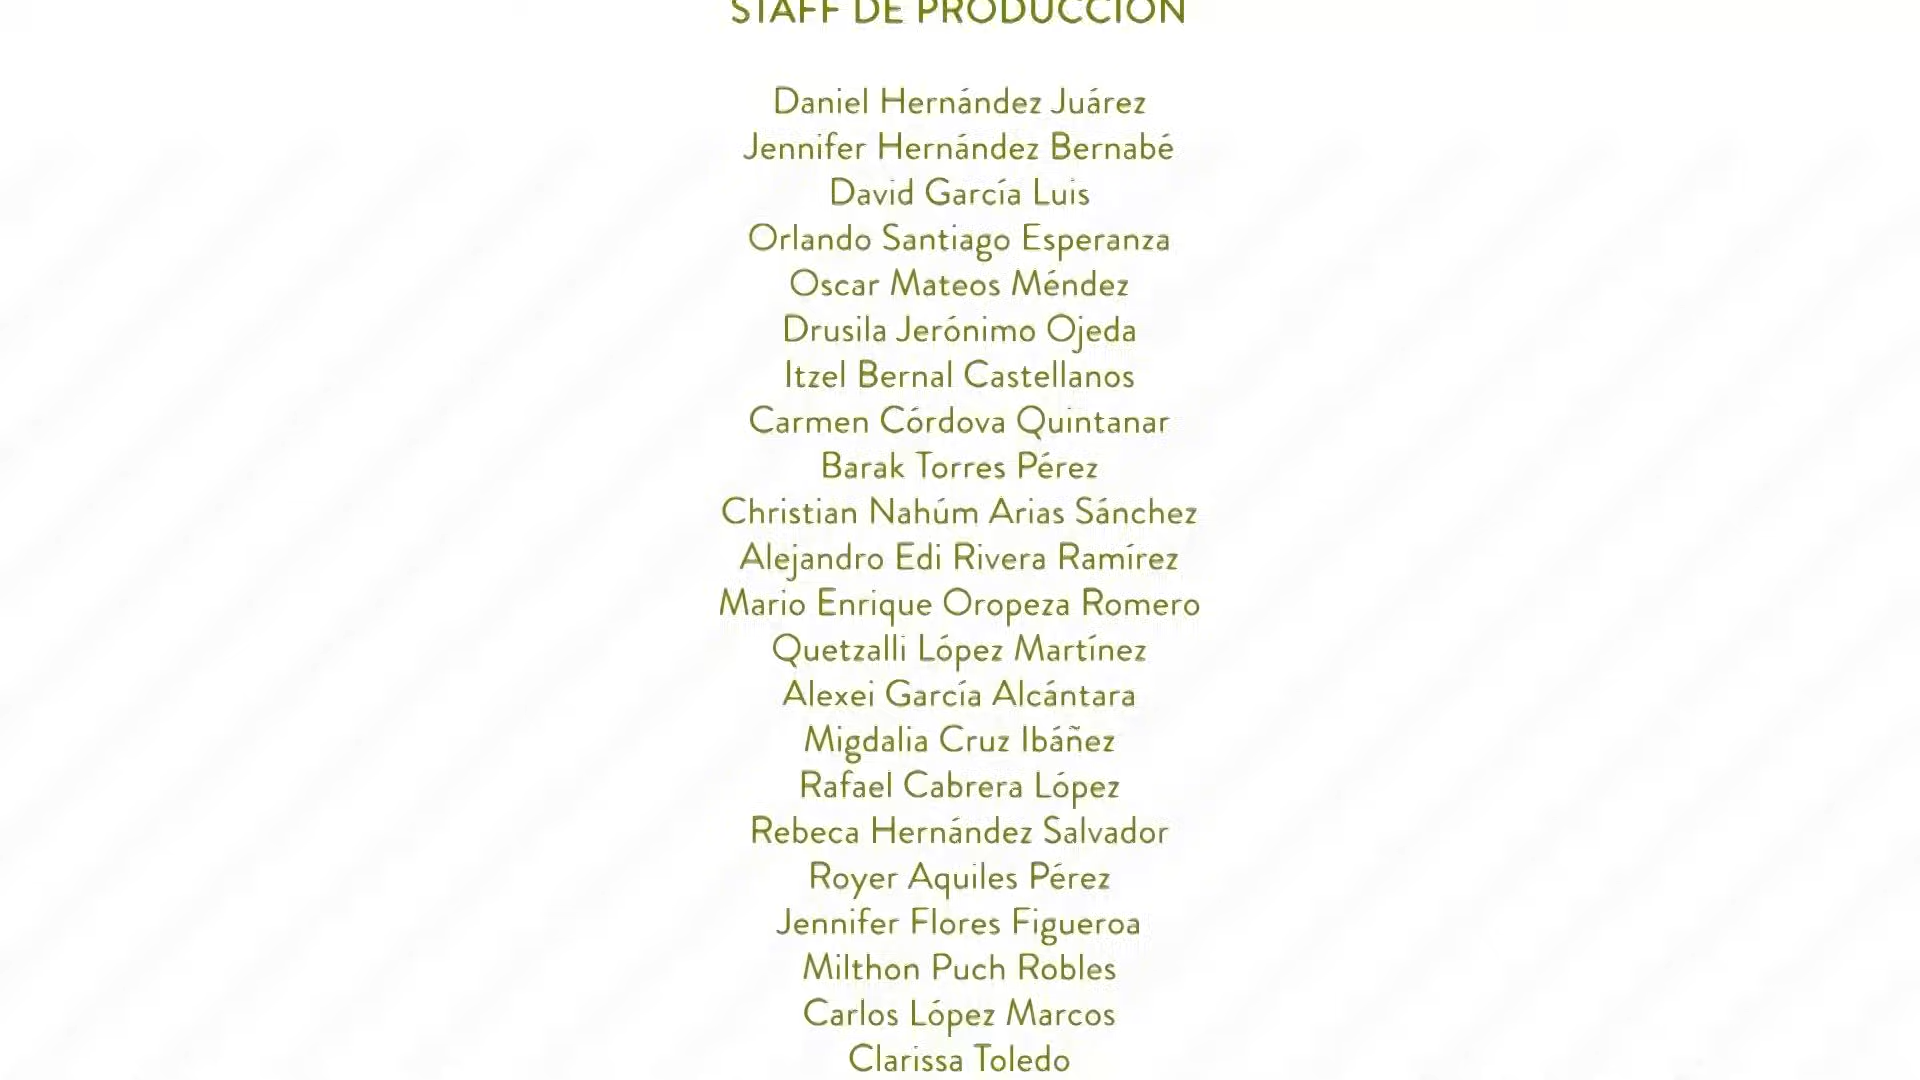 STAFF DE PRODUCCIÓN
Daniel Hernández Juárez
Jennifer Hernández Bernabé
David García Luis
Orlando Santiago Esperanza
Oscar Mateos Méndez
Drusila Jerónimo Ojeda
Itzel Bernal Castellanos
Carmen Córdova Quintanar
Barak Torres Pérez
Christian Nahúm Arias Sánchez
Alejandro Edi Rivera Ramírez
Mario Enrique Oropeza Romero
Quetzalli López Martínez
Alexei García Alcántara
Migdalia Cruz Ibáñez
Rafael Cabrera López
Rebeca Hernández Salvador
Royer Aquiles Pérez
Jennifer Flores Figueroa
Milthon Puch Robles
Carlos López Marcos
Clarissa Toledo